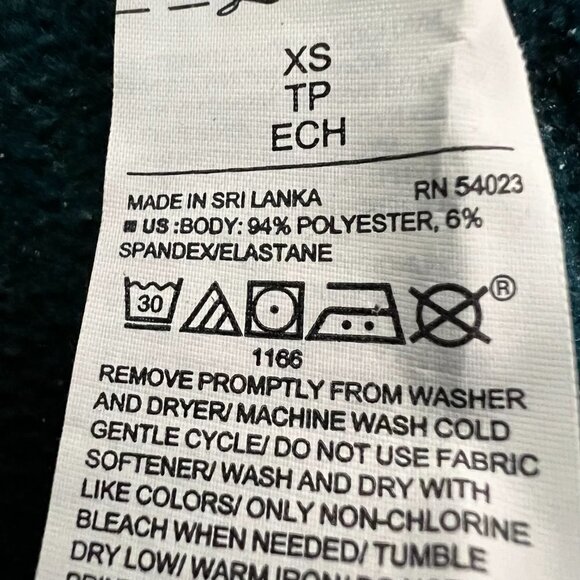 XS
TP
ECH
MADE IN SRI LANKA RN 54023
US :BODY: 94% POLYESTER, 6%
SPANDEX/ELASTANE
30 ®
1166
REMOVE PROMPTLY FROM WASHER
AND DRYER/ MACHINE WASH COLD
GENTLE CYCLE/ DO NOT USE FABRIC
SOFTENER/ WASH AND DRY WITH
LIKE COLORS/ ONLY NON-CHLORINE
BLEACH WHEN NEEDED/ TUMBLE
DRY LOW/ WARM IRON/